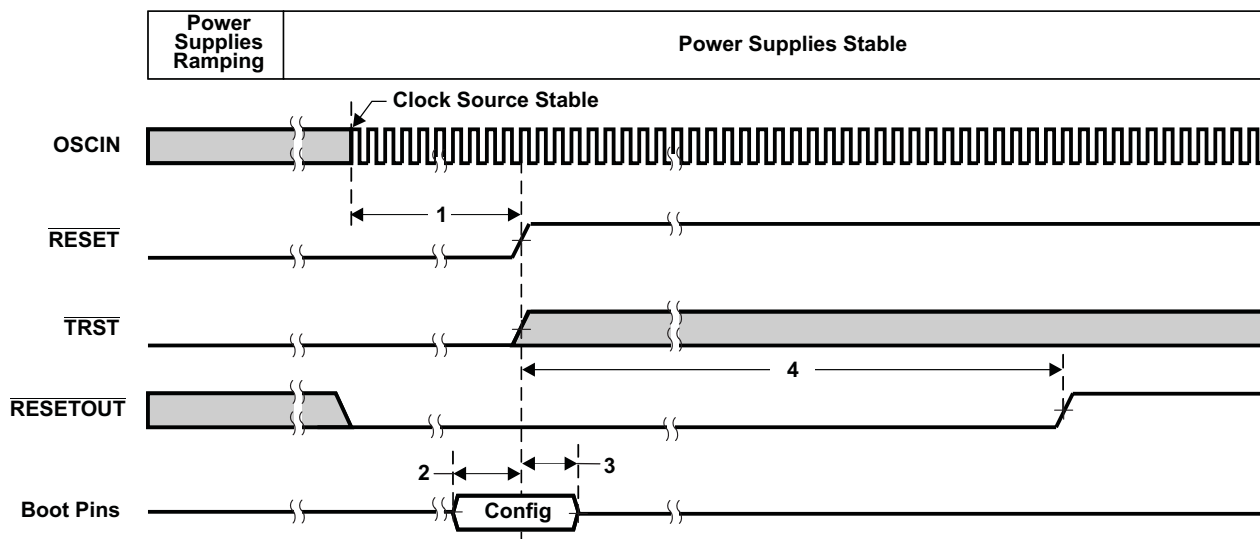 Power
Supplies
Ramping
Power Supplies Stable
Clock Source Stable
OSCIN
1
RESET
TRST
4
RESETOUT
2
3
Boot Pins
Config